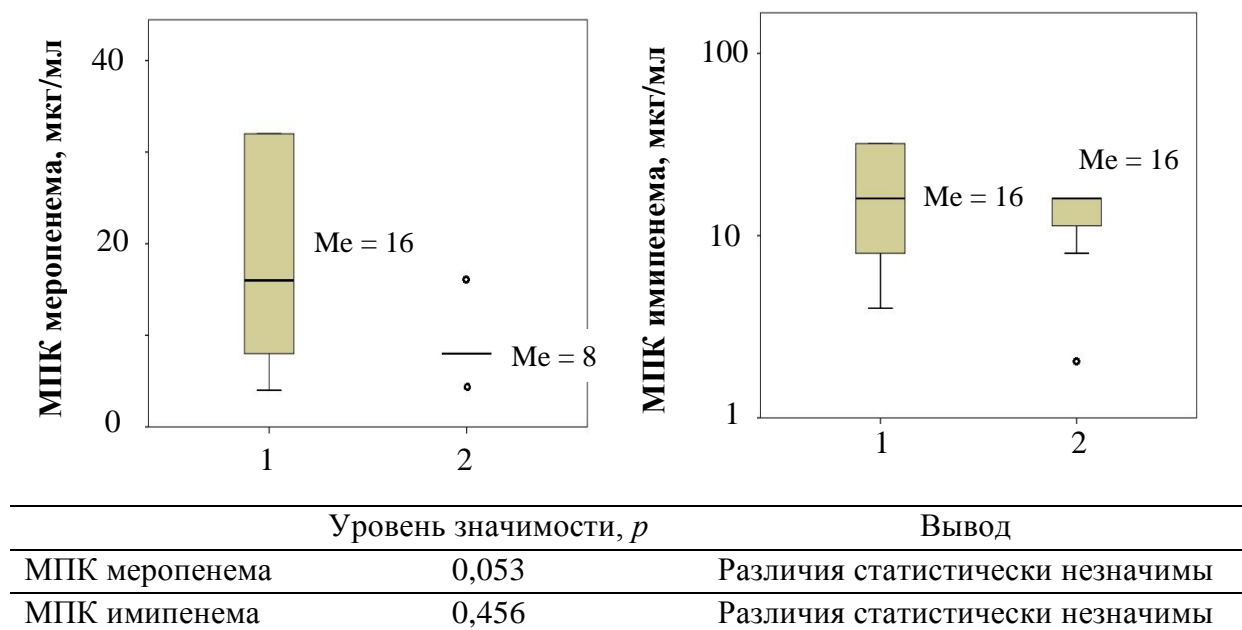 МПК меропенема, мкг/мл
40
20
0
Me = 16
Me = 8
1 2
МПК имипенема, мкг/мл
100
10
1
Me = 16
Me = 16
1 2
Уровень значимости, p Вывод
МПК меропенема 0,053 Различия статистически незначимы
МПК имипенема 0,456 Различия статистически незначимы